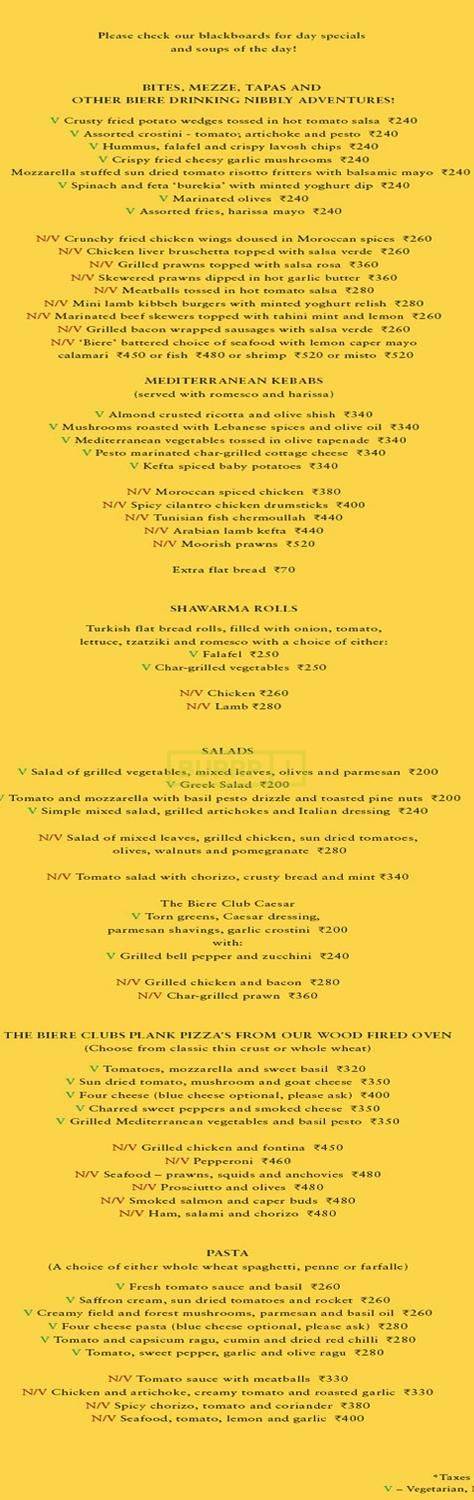 Please check our blackboards for day specials
and soups of the day!
BITES, MEZZE, TAPAS AND
OTHER BIERE DRINKING NIBBLY ADVENTURES!
V Crusty fried potato wedges tossed in hot tomato salsa ₹240
V Assorted crostini - tomato; artichoke and pesto ₹240
V Hummus, falafel and crispy lavosh chips ₹240
V Crispy fried cheesy garlic mushrooms ₹240
Mozzarella stuffed sun dried tomato risotto fritters with balsamic mayo ₹240
V Spinach and feta ‘burekia’ with minted yoghurt dip ₹240
V Marinated olives ₹240
V Assorted fries, harissa mayo ₹240
N/V Crunchy fried chicken wings doused in Moroccan spices ₹260
N/V Chicken liver bruschetta topped with salsa verde ₹260
N/V Grilled prawns topped with salsa rosa ₹360
N/V Skewered prawns dipped in hot garlic butter ₹360
N/V Meatballs tossed in hot tomato salsa ₹280
N/V Mini lamb kibbeh burgers with minted yoghurt relish ₹280
N/V Marinated beef skewers topped with tahini mint and lemon ₹260
N/V Grilled bacon wrapped sausages with salsa verde ₹260
N/V ‘Biere’ battered choice of seafood with lemon caper mayo
calamari ₹450 or fish ₹480 or shrimp ₹520 or misto ₹520
MEDITERRANEAN KEBABS
(served with romesco and harissa)
V Almond crusted ricotta and olive shish ₹340
V Mushrooms roasted with Lebanese spices and olive oil ₹340
V Mediterranean vegetables tossed in olive tapenade ₹340
V Pesto marinated char-grilled cottage cheese ₹340
V Kefta spiced baby potatoes ₹340
N/V Moroccan spiced chicken ₹380
N/V Spicy cilantro chicken drumsticks ₹400
N/V Tunisian fish chermoullah ₹440
N/V Arabian lamb kefta ₹440
N/V Moorish prawns ₹520
Extra flat bread ₹70
SHAWARMA ROLLS
Turkish flat bread rolls, filled with onion, tomato,
lettuce, tzatziki and romesco with a choice of either:
V Falafel ₹250
V Char-grilled vegetables ₹250
N/V Chicken ₹260
N/V Lamb ₹280
SALADS
V Salad of grilled vegetables, mixed leaves, olives and parmesan ₹200
V Greek Salad ₹200
V Tomato and mozzarella with basil pesto drizzle and toasted pine nuts ₹200
V Simple mixed salad, grilled artichokes and Italian dressing ₹240
N/V Salad of mixed leaves, grilled chicken, sun dried tomatoes,
olives, walnuts and pomegranate ₹280
N/V Tomato salad with chorizo, crusty bread and mint ₹340
The Biere Club Caesar
V Torn greens, Caesar dressing,
parmesan shavings, garlic crostini ₹200
with:
V Grilled bell pepper and zucchini ₹240
N/V Grilled chicken and bacon ₹280
N/V Char-grilled prawn ₹360
THE BIERE CLUBS PLANK PIZZA'S FROM OUR WOOD FIRED OVEN
(Choose from classic thin crust or whole wheat)
V Tomatoes, mozzarella and sweet basil ₹320
V Sun dried tomato, mushroom and goat cheese ₹350
V Four cheese (blue cheese optional, please ask) ₹400
V Charred sweet peppers and smoked cheese ₹350
V Grilled Mediterranean vegetables and basil pesto ₹350
N/V Grilled chicken and fontina ₹450
N/V Pepperoni ₹460
N/V Seafood – prawns, squids and anchovies ₹480
N/V Prosciutto and olives ₹480
N/V Smoked salmon and caper buds ₹480
N/V Ham, salami and chorizo ₹480
PASTA
(A choice of either whole wheat spaghetti, penne or farfalle)
V Fresh tomato sauce and basil ₹260
V Saffron cream, sun dried tomatoes and rocket ₹260
V Creamy field and forest mushrooms, parmesan and basil oil ₹260
V Four cheese pasta (blue cheese optional, please ask) ₹280
V Tomato and capsicum ragu, cumin and dried red chilli ₹280
V Tomato, sweet pepper, garlic and olive ragu ₹280
N/V Tomato sauce with meatballs ₹330
N/V Chicken and artichoke, creamy tomato and roasted garlic ₹330
N/V Spicy chorizo, tomato and coriander ₹380
N/V Seafood, tomato, lemon and garlic ₹400
*Taxes
V – Vegetarian,